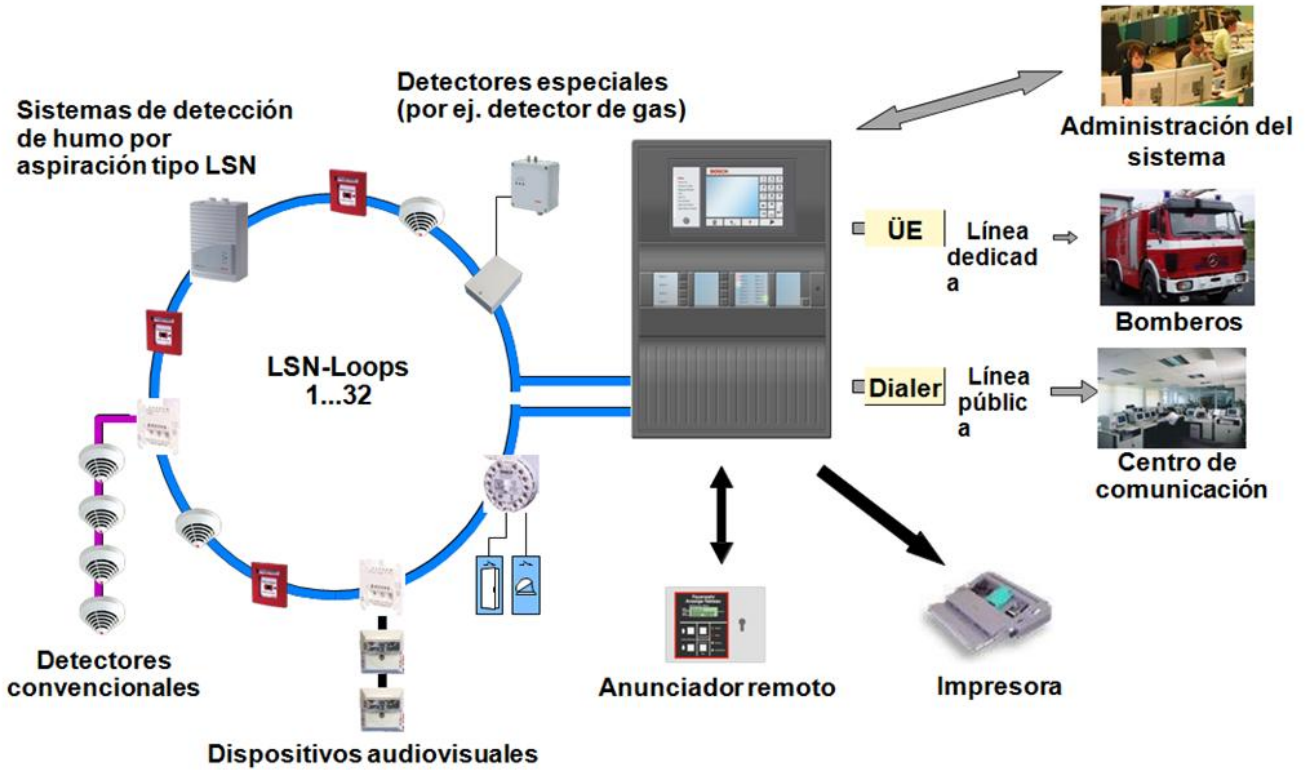 Sistemas de detección
de humo por
aspiración tipo LSN
Detectores especiales
(por ej. detector de gas)
Administración del
sistema
BOSCH
ÜE
Línea
dedicad
a
Bomberos
LSN-Loops
1...32
Dialer
Línea
públic
a
Centro de
comunicación
Detectores
convencionales
Dispositivos audiovisuales
Anunciador remoto
Impresora